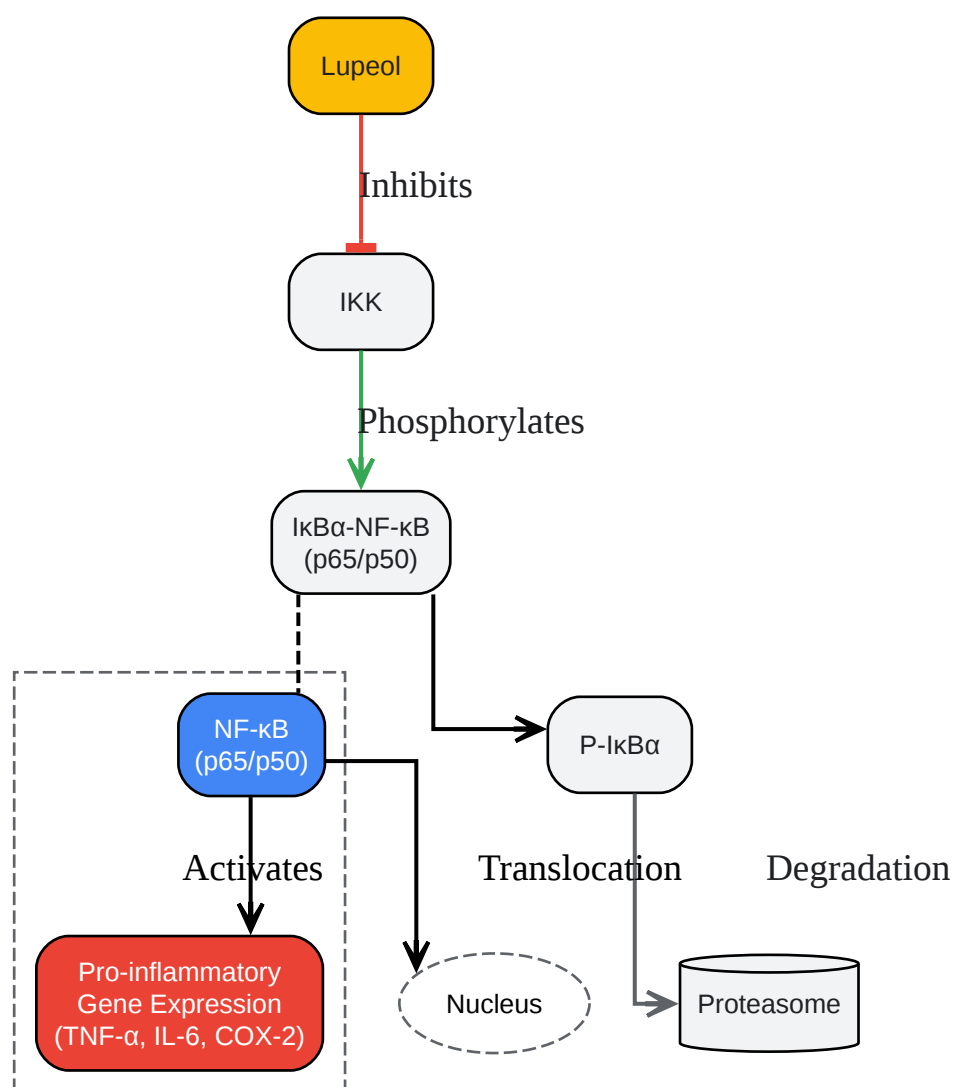 Lupeol
Inhibits
IKK
Phosphorylates
IκBα-NF-κB
(p65/p50)
NF-κB
(p65/p50)
P-IκBα
Activates
Translocation
Degradation
Pro-inflammatory
Gene Expression
(TNF-α, IL-6, COX-2)
Nucleus
Proteasome